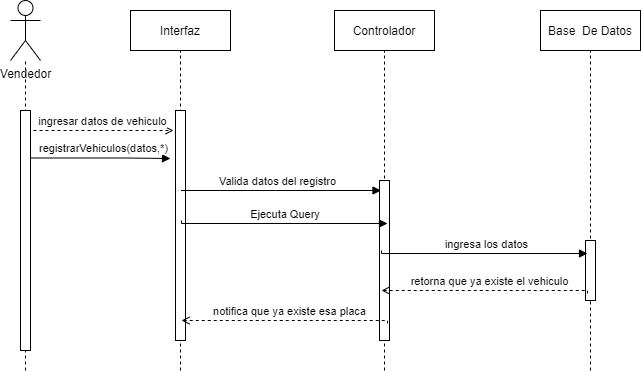 Interfaz
Controlador
Base De Datos
Vendedor
ingresar datos de vehiculo
registrarVehiculos(datos,*)
Valida datos del registro
Ejecuta Query
ingresa los datos
retorna que ya existe el vehiculo
notifica que ya existe esa placa